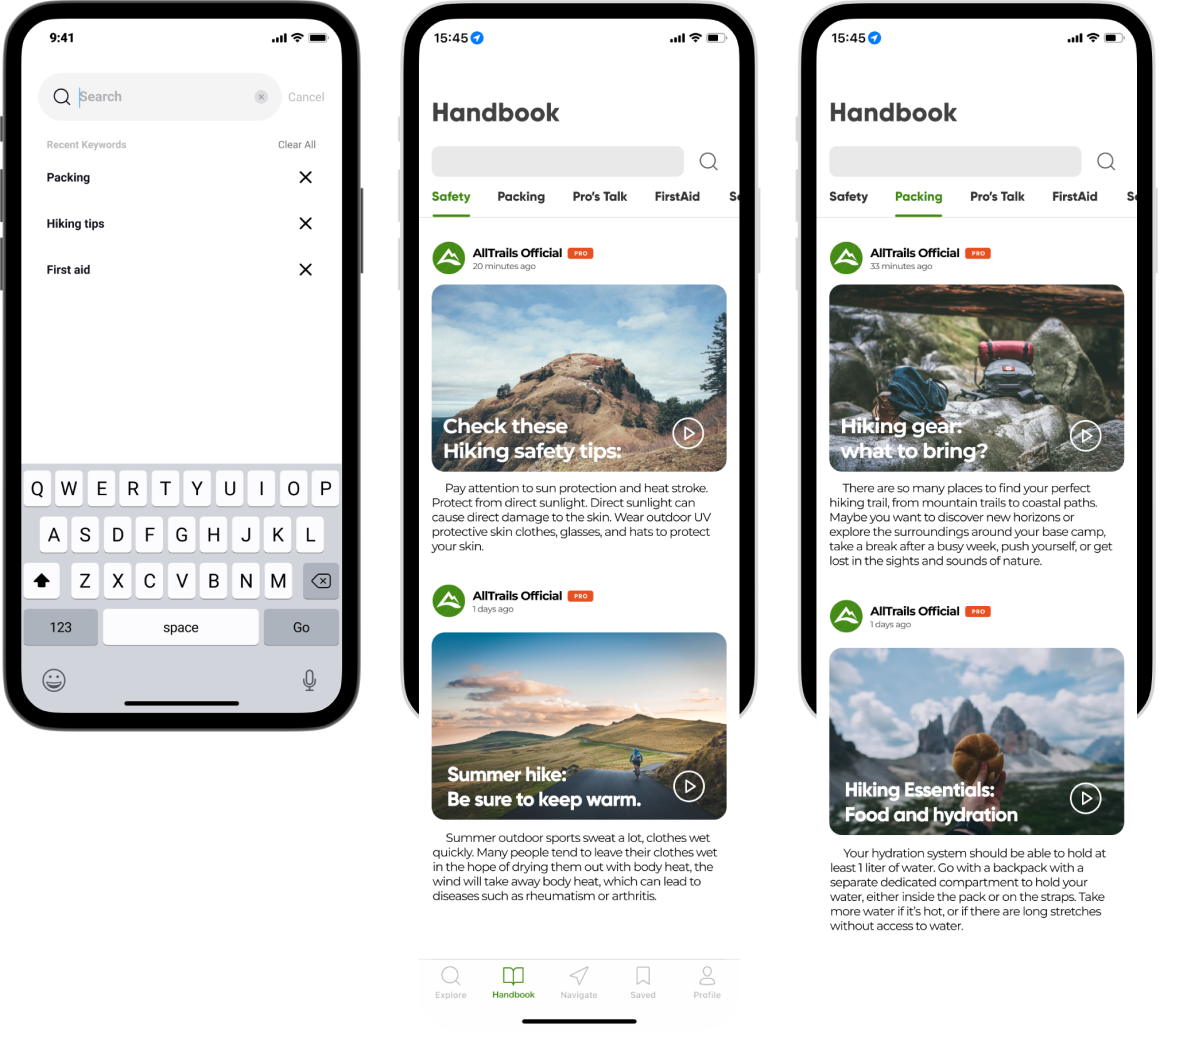 9:41
Search
Cancel
Recent Keywords
Clear All
Packing
Hiking tips
First aid
Q W E R T Y U I O P
A S D F G H J K L
Z X C V B N M
123
space
Go
15:45
Handbook
Safety
Packing
Pro's Talk
FirstAid
AllTrails Official PRO
20 minutes ago
Check these
Hiking safety tips:
Pay attention to sun protection and heat stroke.
Protect from direct sunlight. Direct sunlight can
cause direct damage to the skin. Wear outdoor UV
protective skin clothes, glasses, and hats to protect
your skin.
AllTrails Official PRO
1 days ago
Summer hike:
Be sure to keep warm.
Summer outdoor sports sweat a lot, clothes wet
quickly. Many people tend to leave their clothes wet
in the hope of drying them out with body heat, the
wind will take away body heat, which can lead to
diseases such as rheumatism or arthritis.
Explore
Handbook
Navigate
Saved
Profile
15:45
Handbook
Safety
Packing
Pro's Talk
FirstAid
AllTrails Official PRO
33 minutes ago
Hiking gear:
what to bring?
There are so many places to find your perfect
hiking trail, from mountain trails to coastal paths.
Maybe you want to discover new horizons or
explore the surroundings around your base camp,
take a break after a busy week, push yourself, or get
lost in the sights and sounds of nature.
AllTrails Official PRO
1 days ago
Hiking Essentials:
Food and hydration
Your hydration system should be able to hold at
least 1 liter of water. Go with a backpack with a
separate dedicated compartment to hold your
water, either inside the pack or on the straps. Take
more water if it's hot, or if there are long stretches
without access to water.